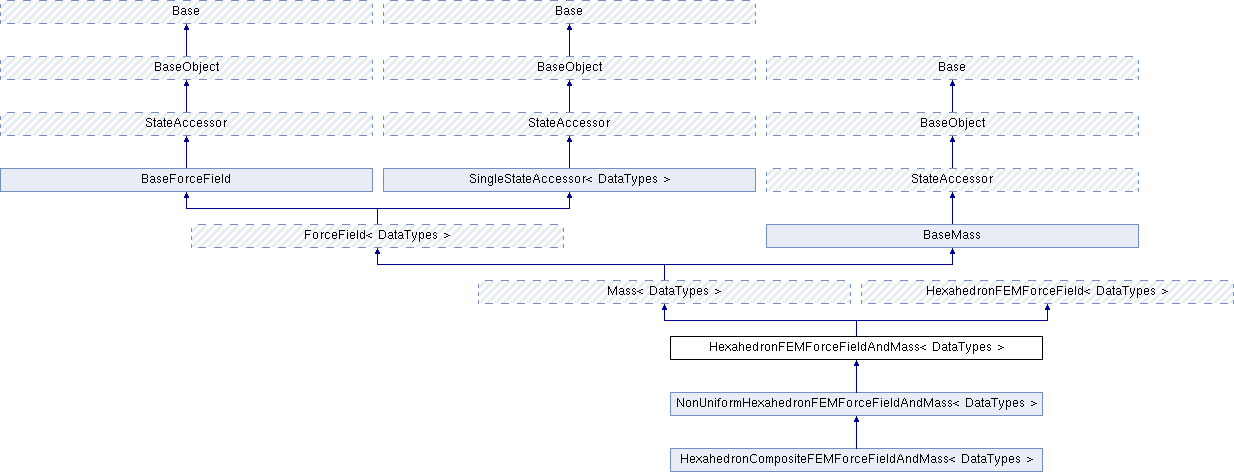 Base
Base
BaseObject
BaseObject
Base
StateAccessor
StateAccessor
BaseObject
BaseForceField
SingleStateAccessor< DataTypes >
StateAccessor
ForceField< DataTypes >
BaseMass
Mass< DataTypes >
HexahedronFEMForceField< DataTypes >
HexahedronFEMForceFieldAndMass< DataTypes >
NonUniformHexahedronFEMForceFieldAndMass< DataTypes >
HexahedronCompositeFEMForceFieldAndMass< DataTypes >